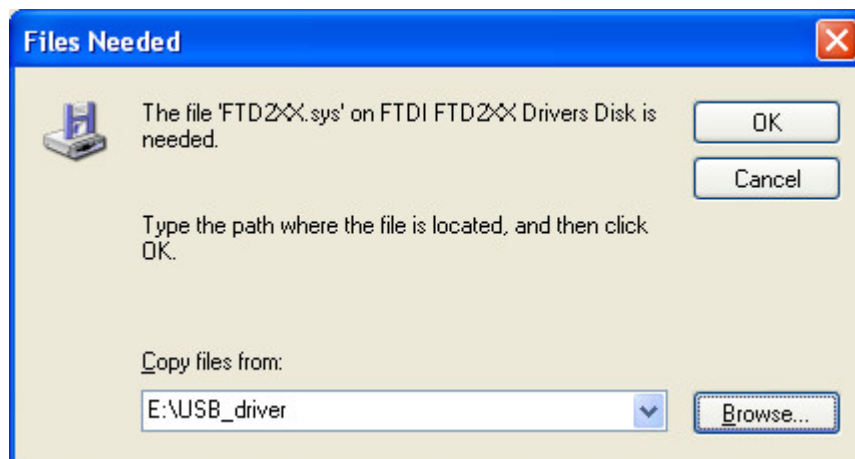 Files Needed
The file 'FTD2XX.sys' on FTDI FTD2XX Drivers Disk is
needed.
OK
Cancel
Type the path where the file is located, and then click
OK.
Copy files from:
E:\USB_driver
Browse...